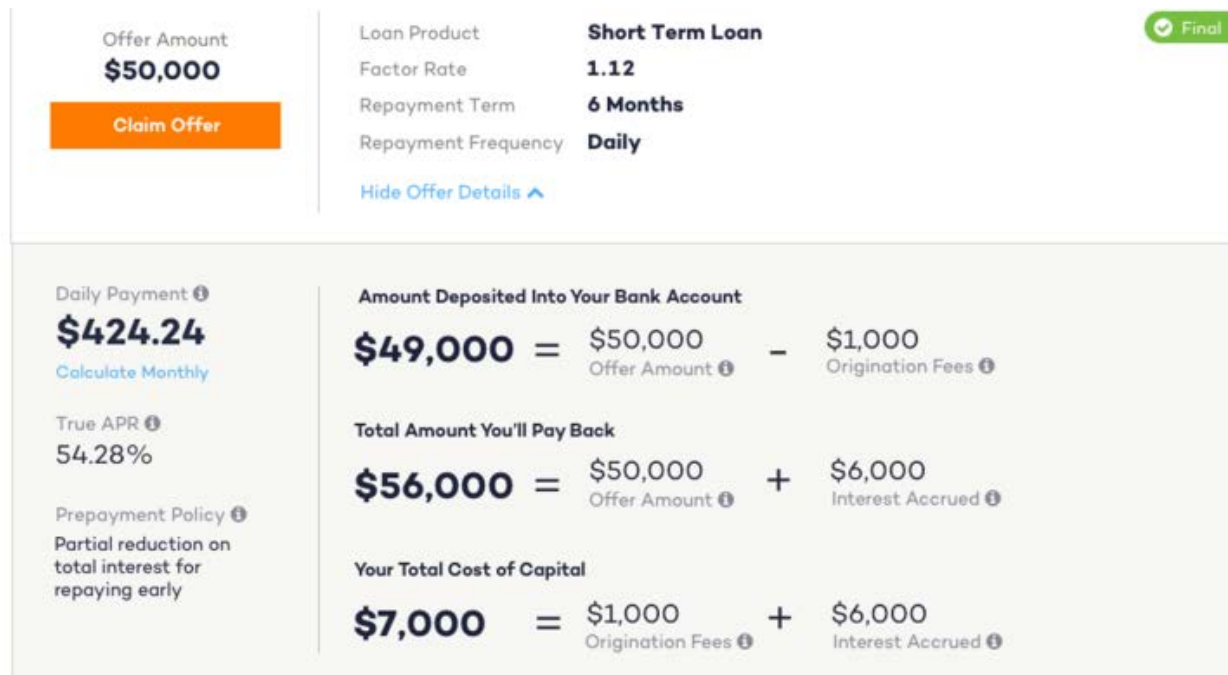 Offer Amount
$50,000
Claim Offer
Loan Product Short Term Loan
Factor Rate 1.12
Repayment Term 6 Months
Repayment Frequency Daily
Hide Offer Details
Final
Daily Payment
$424.24
Calculate Monthly
True APR
54.28%
Prepayment Policy
Partial reduction on
total interest for
repaying early
Amount Deposited Into Your Bank Account
$49,000 = $50,000 - $1,000
Offer Amount Origination Fees
Total Amount You'll Pay Back
$56,000 = $50,000 + $6,000
Offer Amount Interest Accrued
Your Total Cost of Capital
$7,000 = $1,000 + $6,000
Origination Fees Interest Accrued